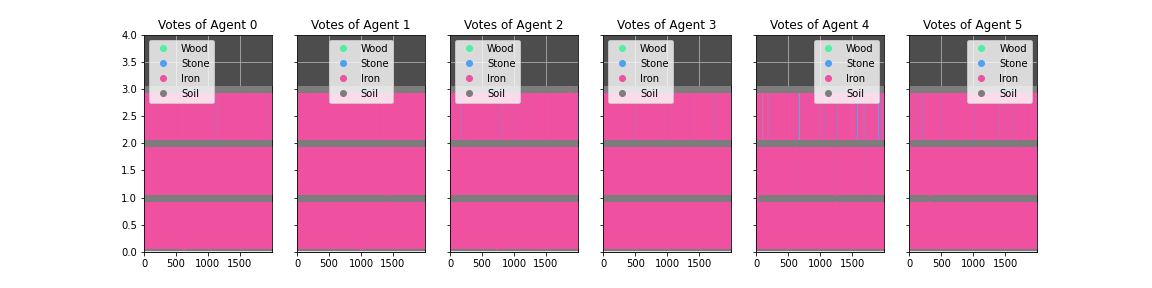 Votes of Agent 0 Votes of Agent 1 Votes of Agent 2 Votes of Agent 3 Votes of Agent 4 Votes of Agent 5
4.0
3.5
3.0
2.5
2.0
1.5
1.0
0.5
0.0
Wood Wood Wood Wood Wood Wood
Stone Stone Stone Stone Stone Stone
Iron Iron Iron Iron Iron Iron
Soil Soil Soil Soil Soil Soil
0 500 1000 1500 0 500 1000 1500 0 500 1000 1500 0 500 1000 1500 0 500 1000 1500 0 500 1000 1500